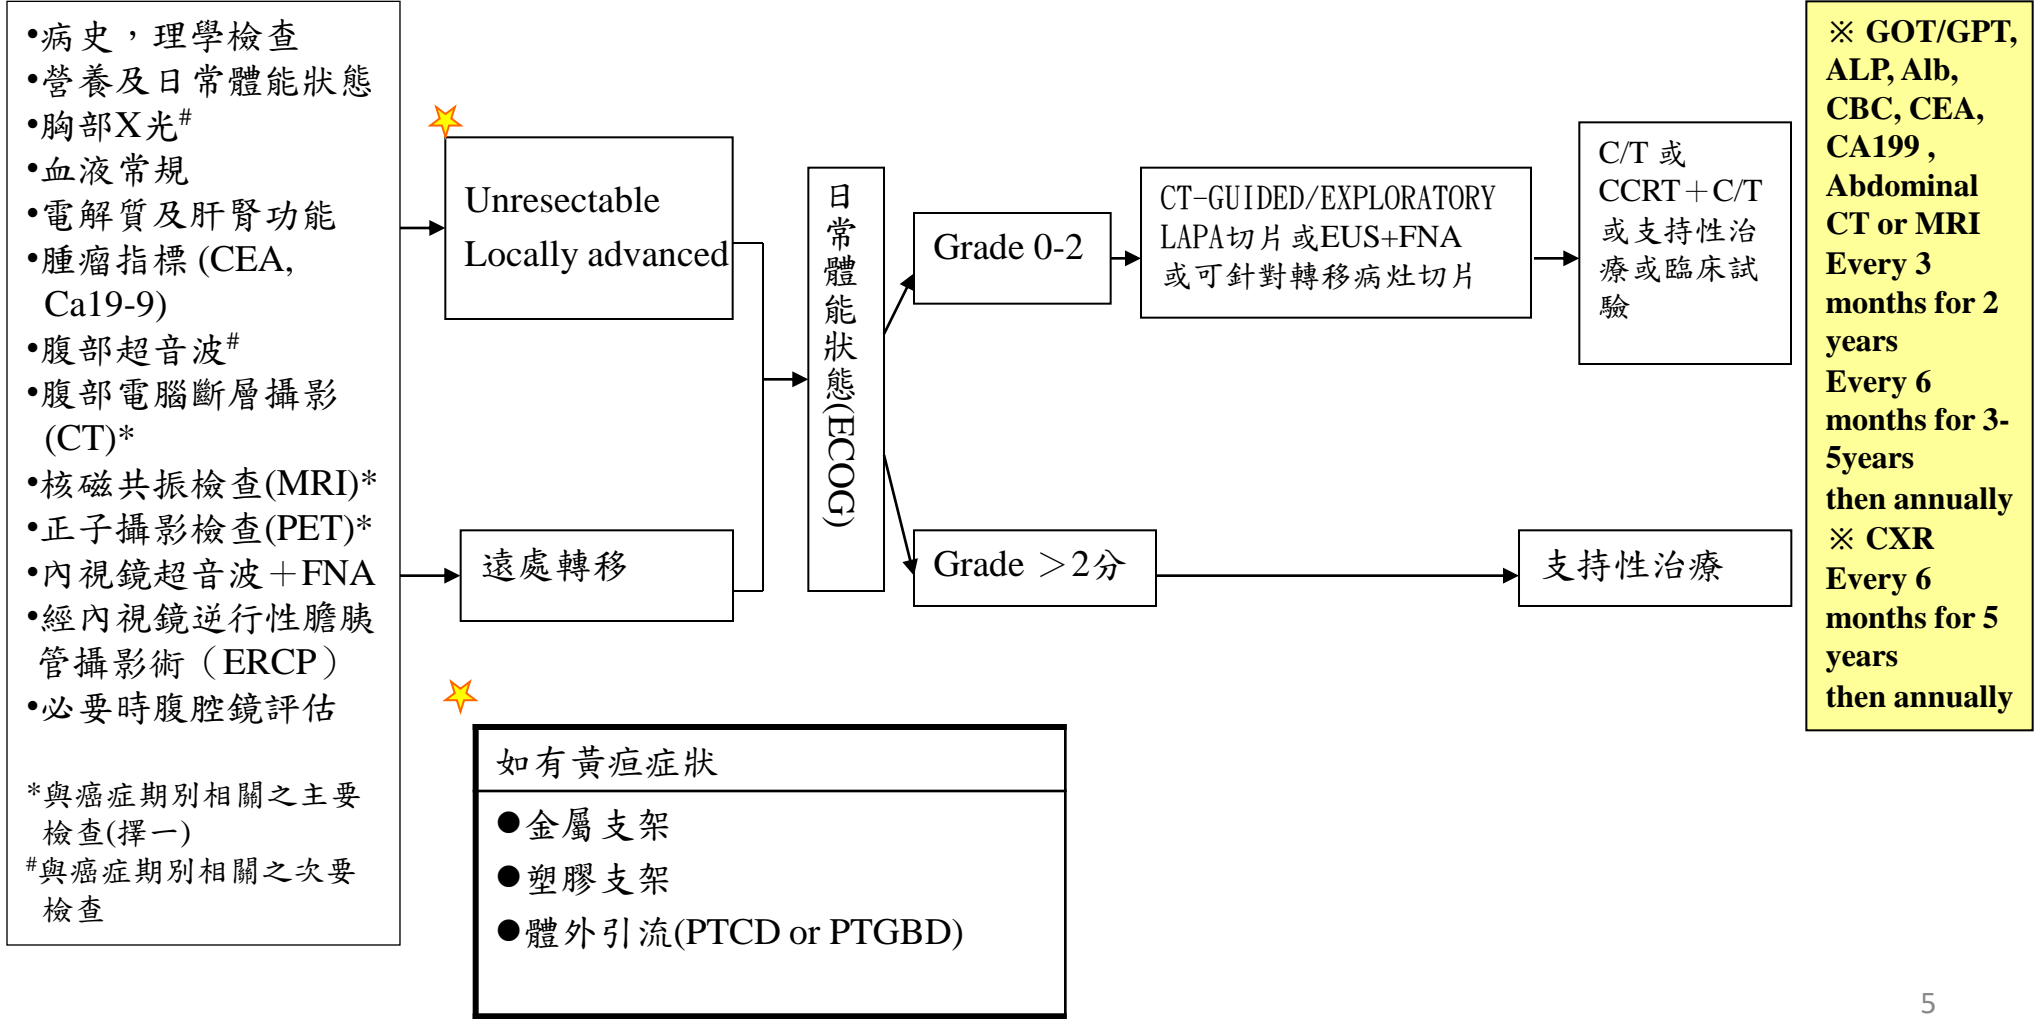 •病史，理學檢查
•營養及日常體能狀態
•胸部X光#
•血液常規
•電解質及肝腎功能
•腫瘤指標 (CEA,
Ca19-9)
•腹部超音波#
•腹部電腦斷層攝影
(CT)*
•核磁共振檢查(MRI)*
•正子攝影檢查(PET)*
•內視鏡超音波＋FNA
•經內視鏡逆行性膽胰
管攝影術（ERCP）
•必要時腹腔鏡評估
*與癌症期別相關之主要
檢查(擇一)
#與癌症期別相關之次要
檢查
Unresectable
Locally advanced
遠處轉移
日常體能狀態(ECOG)
Grade 0-2
CT-GUIDED/EXPLORATORY
LAPA切片或EUS+FNA
或可針對轉移病灶切片
C/T 或
CCRT＋C/T
或支持性治
療或臨床試
驗
Grade ＞2分
支持性治療
如有黃疸症狀
●金屬支架
●塑膠支架
●體外引流(PTCD or PTGBD)
※ GOT/GPT,
ALP, Alb,
CBC, CEA,
CA199 ,
Abdominal
CT or MRI
Every 3
months for 2
years
Every 6
months for 3-
5years
then annually
※ CXR
Every 6
months for 5
years
then annually
5